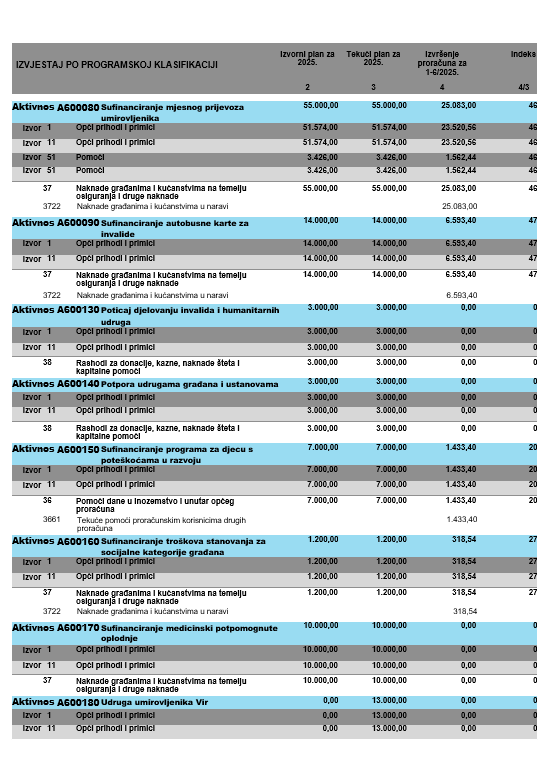 IZVJEŠTAJ PO PROGRAMSKOJ KLASIFIKACIJI
Izvorni plan za 2025. Tekući plan za 2025. Izvršenje proračuna za 1-6/2025. Indeks
2 3 4 4/3
Aktivnos A600080 Sufinanciranje mjesnog prijevoza 55.000,00 55.000,00 25.083,00 46
umirovljenika
Izvor 1 Opći prihodi i primici 51.574,00 51.574,00 23.520,56 46
Izvor 11 Opći prihodi i primici 51.574,00 51.574,00 23.520,56 46
Izvor 51 Pomoći 3.426,00 3.426,00 1.562,44 46
Izvor 51 Pomoći 3.426,00 3.426,00 1.562,44 46
37 Naknade građanima i kućanstvima na temelju 55.000,00 55.000,00 25.083,00 46
osiguranja i druge naknade
3722 Naknade građanima i kućanstvima u naravi 25.083,00
Aktivnos A600090 Sufinanciranje autobusne karte za 14.000,00 14.000,00 6.593,40 47
invalide
Izvor 1 Opći prihodi i primici 14.000,00 14.000,00 6.593,40 47
Izvor 11 Opći prihodi i primici 14.000,00 14.000,00 6.593,40 47
37 Naknade građanima i kućanstvima na temelju 14.000,00 14.000,00 6.593,40 47
osiguranja i druge naknade
3722 Naknade građanima i kućanstvima u naravi 6.593,40
Aktivnos A600130 Poticaj djelovanju invalida i humanitarnih 3.000,00 3.000,00 0,00 0
udruga
Izvor 1 Opći prihodi i primici 3.000,00 3.000,00 0,00 0
Izvor 11 Opći prihodi i primici 3.000,00 3.000,00 0,00 0
38 Rashodi za donacije, kazne, naknade šteta i 3.000,00 3.000,00 0,00 0
kapitalne pomoći
Aktivnos A600140 Potpora udrugama građana i ustanovama 3.000,00 3.000,00 0,00 0
Izvor 1 Opći prihodi i primici 3.000,00 3.000,00 0,00 0
Izvor 11 Opći prihodi i primici 3.000,00 3.000,00 0,00 0
38 Rashodi za donacije, kazne, naknade šteta i 3.000,00 3.000,00 0,00 0
kapitalne pomoći
Aktivnos A600150 Sufinanciranje programa za djecu s 7.000,00 7.000,00 1.433,40 20
poteškoćama u razvoju
Izvor 1 Opći prihodi i primici 7.000,00 7.000,00 1.433,40 20
Izvor 11 Opći prihodi i primici 7.000,00 7.000,00 1.433,40 20
36 Pomoći dane u inozemstvo i unutar općeg 7.000,00 7.000,00 1.433,40 20
proračuna
3661 Tekuće pomoći proračunskim korisnicima drugih 1.433,40
proračuna
Aktivnos A600160 Sufinanciranje troškova stanovanja za 1.200,00 1.200,00 318,54 27
socijalne kategorije građana
Izvor 1 Opći prihodi i primici 1.200,00 1.200,00 318,54 27
Izvor 11 Opći prihodi i primici 1.200,00 1.200,00 318,54 27
37 Naknade građanima i kućanstvima na temelju 1.200,00 1.200,00 318,54 27
osiguranja i druge naknade
3722 Naknade građanima i kućanstvima u naravi 318,54
Aktivnos A600170 Sufinanciranje medicinski potpomognute 10.000,00 10.000,00 0,00 0
oplodnje
Izvor 1 Opći prihodi i primici 10.000,00 10.000,00 0,00 0
Izvor 11 Opći prihodi i primici 10.000,00 10.000,00 0,00 0
37 Naknade građanima i kućanstvima na temelju 10.000,00 10.000,00 0,00 0
osiguranja i druge naknade
Aktivnos A600180 Udruga umirovljenika Vir 0,00 13.000,00 0,00 0
Izvor 1 Opći prihodi i primici 0,00 13.000,00 0,00 0
Izvor 11 Opći prihodi i primici 0,00 13.000,00 0,00 0